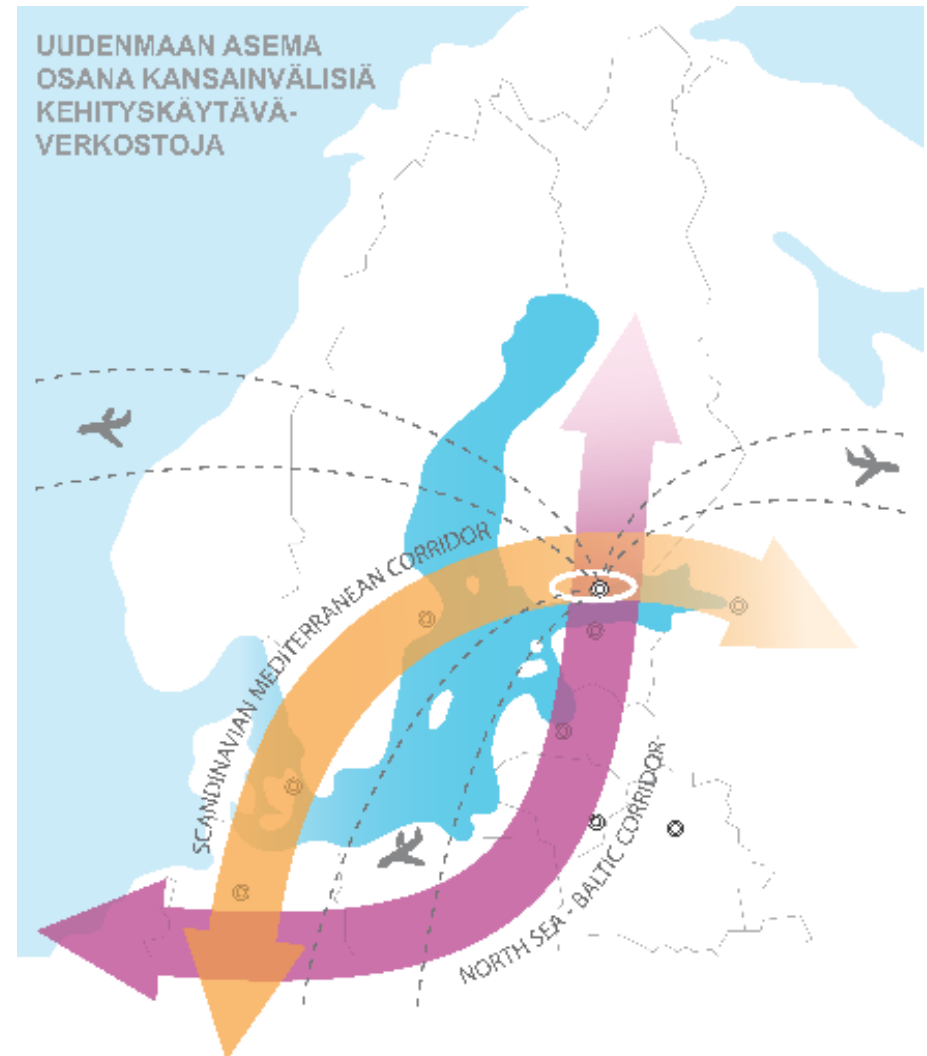 UUDENMAAN ASEMA
OSANA KANSAINVÄLISIÄ
KEHITYSKÄYTÄVÄ-
VERKOSTOJA
SCANDINAVIAN MEDITERRANEAN CORRIDOR
NORTH SEA - BALTIC CORRIDOR